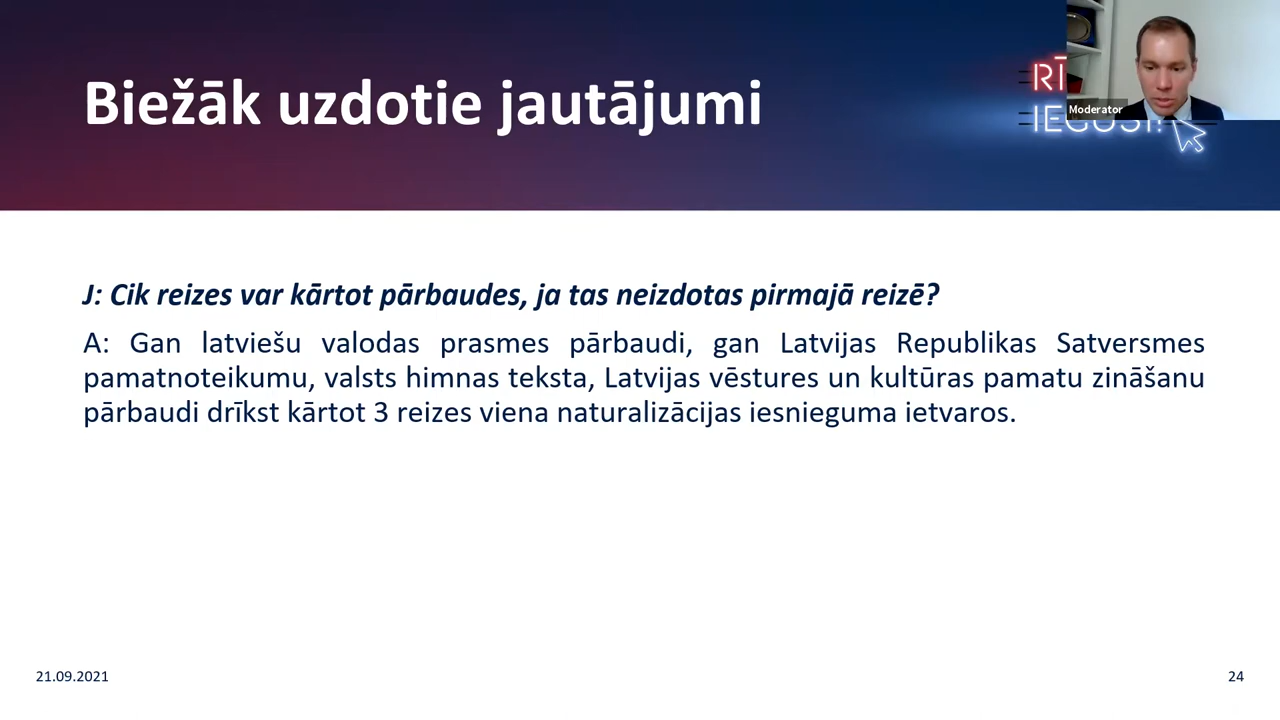 Biežāk uzdotie jautājumi
RĪ
Moderator
J: Cik reizes var kārtot pārbaudes, ja tas neizdotas pirmajā reizē?
A: Gan latviešu valodas prasmes pārbaudi, gan Latvijas Republikas Satversmes
pamatnoteikumu, valsts himnas teksta, Latvijas vēstures un kultūras pamatu zināšanu
pārbaudi drīkst kārtot 3 reizes viena naturalizācijas iesnieguma ietvaros.
21.09.2021
24